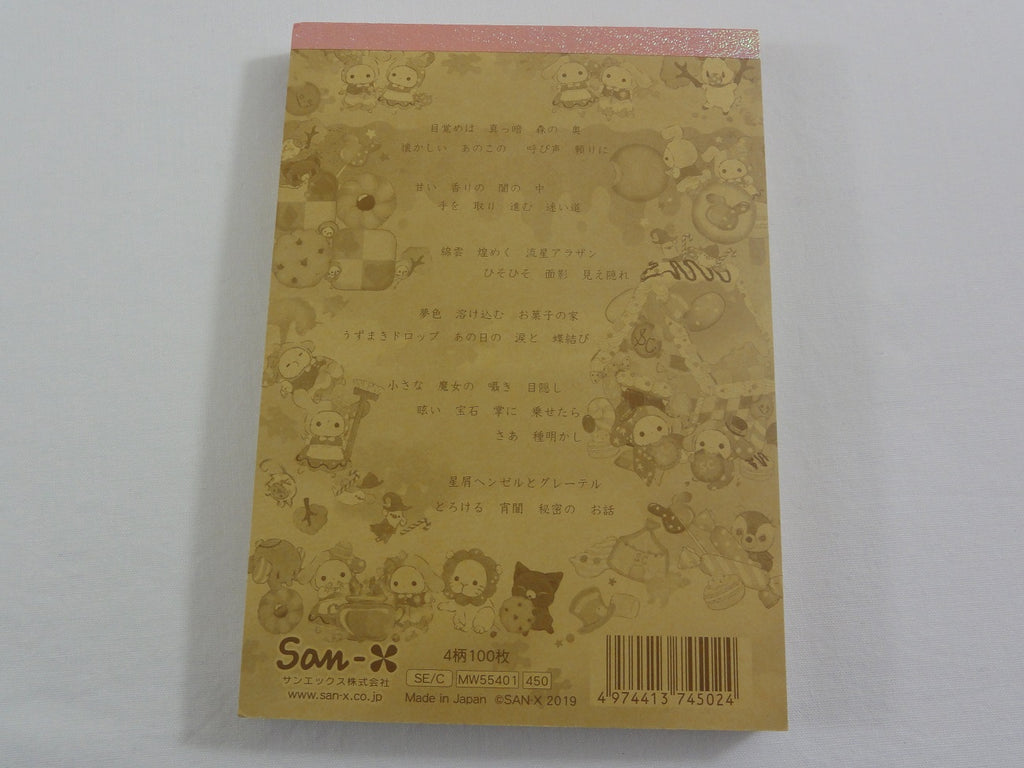 目覚めは 真っ暗 森の 奥
懐かしい あのこの 呼び声 頼りに
甘い 香りの 闇の 中
手を 取り 進む 迷い道
綿雲 煌めく 流星アラザン
ひそひそ 面影 見え隠れ
夢色 溶け込む お菓子の家
うずまきドロップ あの日の 涙と 蝶結び
小さな 魔女の 囁き 目隠し
眩い 宝石 掌に 乗せたら
さあ 種明かし
星屑ヘンゼルとグレーテル
とろける 宵闇 秘密の お話
SC
San-X
サンエックス株式会社
www.san-x.co.jp
4柄100枚
SE/C MW55401 450
Made in Japan ©SAN-X 2019
4 974413 745024